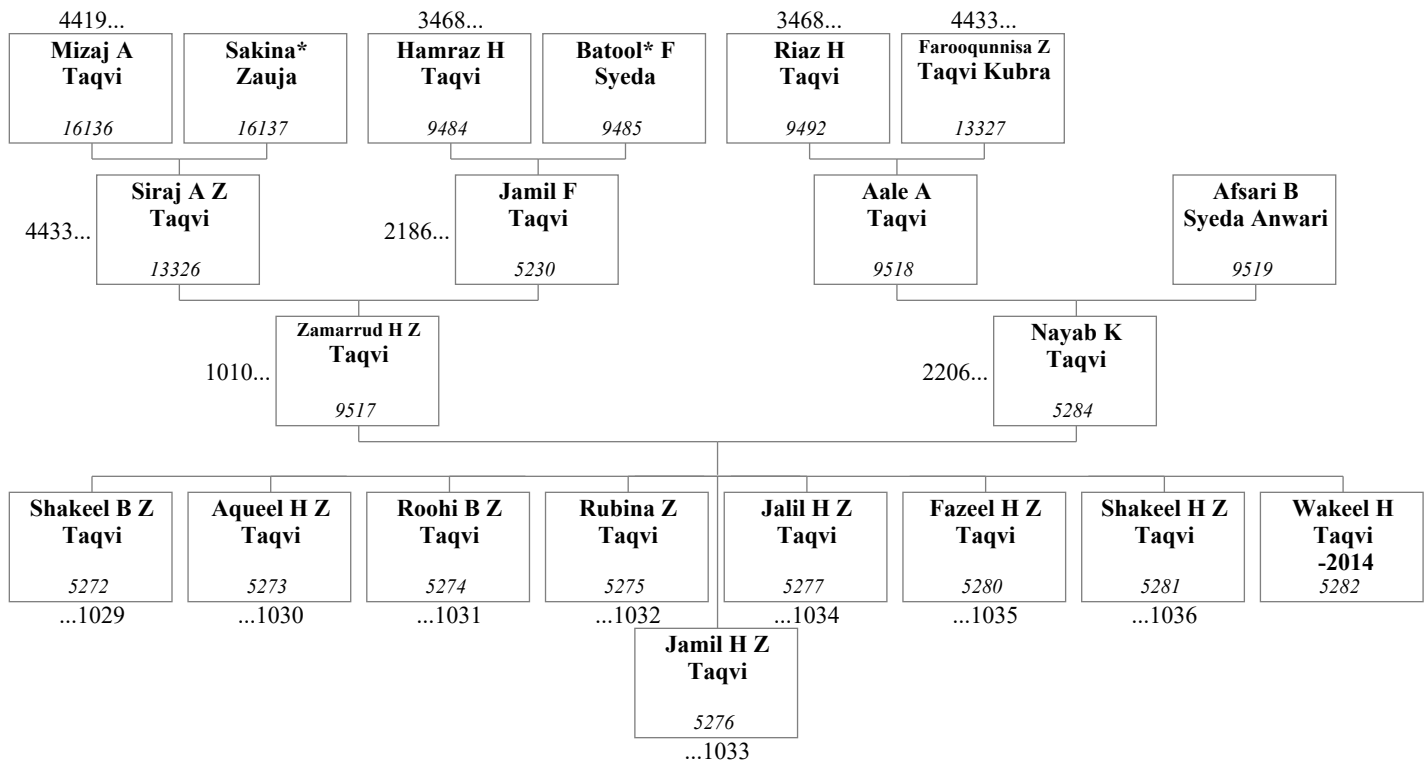 4419...
3468...
3468...
4433...
Mizaj A
Taqvi
16136
Sakina*
Zauja
16137
Hamraz H
Taqvi
9484
Batool* F
Syeda
9485
Riaz H
Taqvi
9492
Farooqunnisa Z
Taqvi Kubra
13327
4433...
Siraj A Z
Taqvi
13326
2186...
Jamil F
Taqvi
5230
Aale A
Taqvi
9518
Afsari B
Syeda Anwari
9519
1010...
Zamarrud H Z
Taqvi
9517
2206...
Nayab K
Taqvi
5284
Shakeel B Z
Taqvi
5272
...1029
Aqueel H Z
Taqvi
5273
...1030
Roohi B Z
Taqvi
5274
...1031
Rubina Z
Taqvi
5275
...1032
Jalil H Z
Taqvi
5277
...1034
Fazeel H Z
Taqvi
5280
...1035
Shakeel H Z
Taqvi
5281
...1036
Wakeel H
Taqvi
-2014
5282
Jamil H Z
Taqvi
5276
...1033